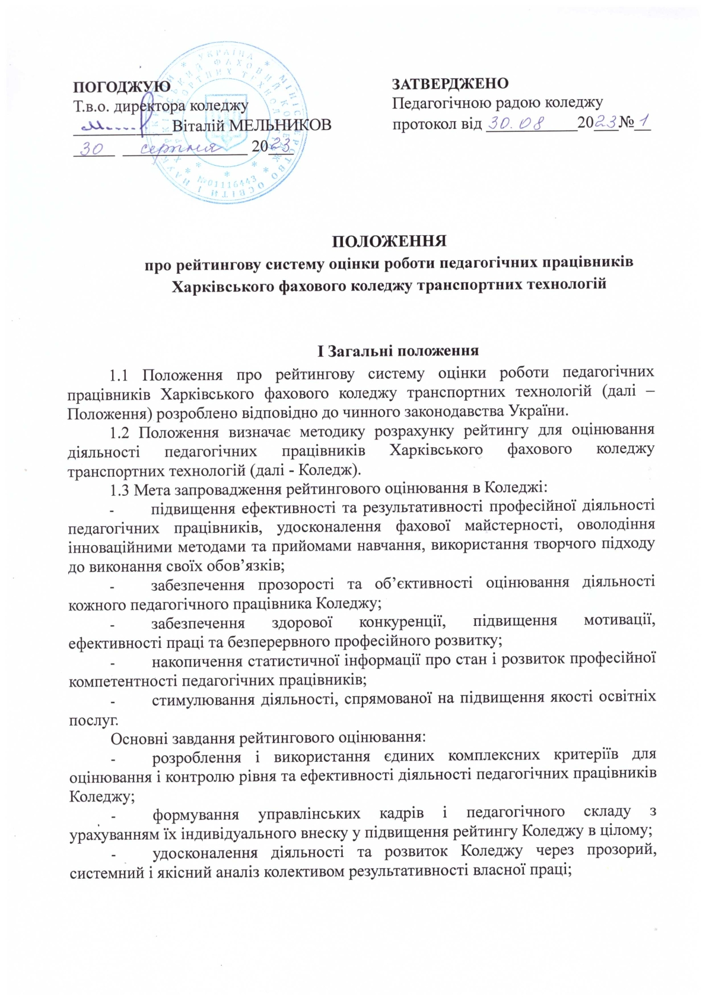 ПОГОДЖУЮ
Т.в.о. директора коледжу
Віталій МЕЛЬНИКОВ
30 серпня 2023
ЗАТВЕРДЖЕНО
Педагогічною радою коледжу
протокол від 30.08 2023 № 1
УКРАЇНА * МІНІСТЕРСТВО ОСВІТИ І НАУКИ
№01116443
ПОЛОЖЕННЯ
про рейтингову систему оцінки роботи педагогічних працівників
Харківського фахового коледжу транспортних технологій
І Загальні положення
1.1 Положення про рейтингову систему оцінки роботи педагогічних
працівників Харківського фахового коледжу транспортних технологій (далі –
Положення) розроблено відповідно до чинного законодавства України.
1.2 Положення визначає методику розрахунку рейтингу для оцінювання
діяльності педагогічних працівників Харківського фахового коледжу
транспортних технологій (далі - Коледж).
1.3 Мета запровадження рейтингового оцінювання в Коледжі:
- підвищення ефективності та результативності професійної діяльності
педагогічних працівників, удосконалення фахової майстерності, оволодіння
інноваційними методами та прийомами навчання, використання творчого підходу
до виконання своїх обов’язків;
- забезпечення прозорості та об’єктивності оцінювання діяльності
кожного педагогічного працівника Коледжу;
- забезпечення здорової конкуренції, підвищення мотивації,
ефективності праці та безперервного професійного розвитку;
- накопичення статистичної інформації про стан і розвиток професійної
компетентності педагогічних працівників;
- стимулювання діяльності, спрямованої на підвищення якості освітніх
послуг.
Основні завдання рейтингового оцінювання:
- розроблення і використання єдиних комплексних критеріїв для
оцінювання і контролю рівня та ефективності діяльності педагогічних працівників
Коледжу;
- формування управлінських кадрів і педагогічного складу з
урахуванням їх індивідуального внеску у підвищення рейтингу Коледжу в цілому;
- удосконалення діяльності та розвиток Коледжу через прозорий,
системний і якісний аналіз колективом результативності власної праці;